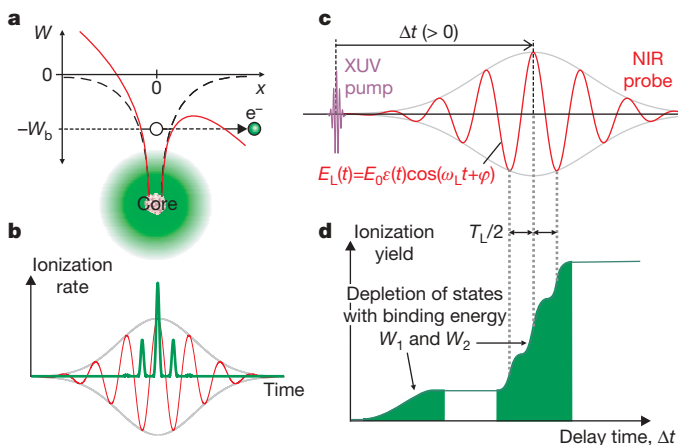 a
W
0
0
x
e⁻
–W_b
Core
b
Ionization
rate
Time
c
Δt (> 0)
XUV
pump
NIR
probe
E_L(t)=E_0ε(t)cos(ω_Lt+φ)
d
Ionization
yield
T_L/2
Depletion of states
with binding energy
W_1 and W_2
Delay time, Δt